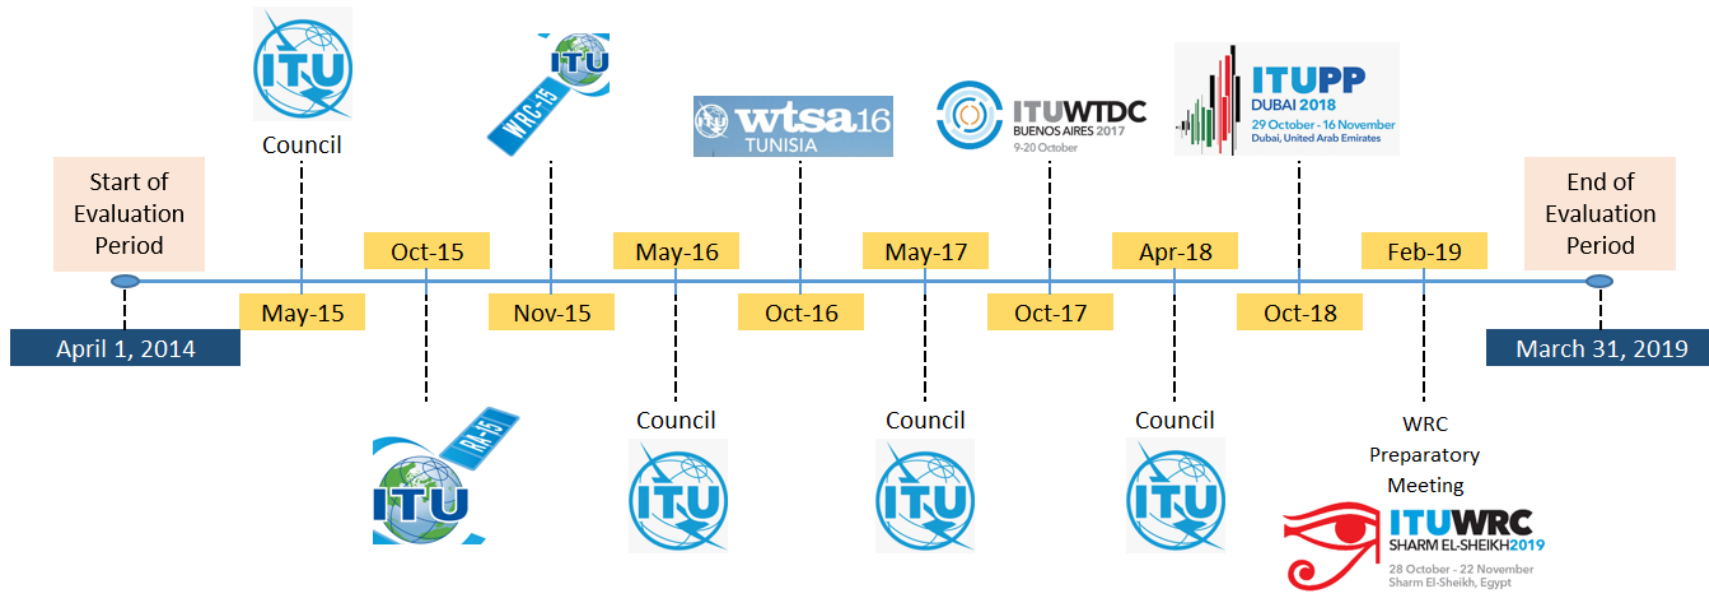 ITU
Council
WRC-15
ITU
ITU
wtsa16
TUNISIA
ITUWTDC
BUENOS AIRES 2017
9-20 October
ITUPP
DUBAI 2018
29 October - 16 November
Dubai, United Arab Emirates
Start of
Evaluation
Period
End of
Evaluation
Period
Oct-15
May-16
May-17
Apr-18
Feb-19
May-15
Nov-15
Oct-16
Oct-17
Oct-18
April 1, 2014
March 31, 2019
RA-15
ITU
Council
ITU
Council
ITU
Council
ITU
WRC
Preparatory
Meeting
ITUWRC
SHARM EL-SHEIKH2019
28 October - 22 November
Sharm El-Sheikh, Egypt